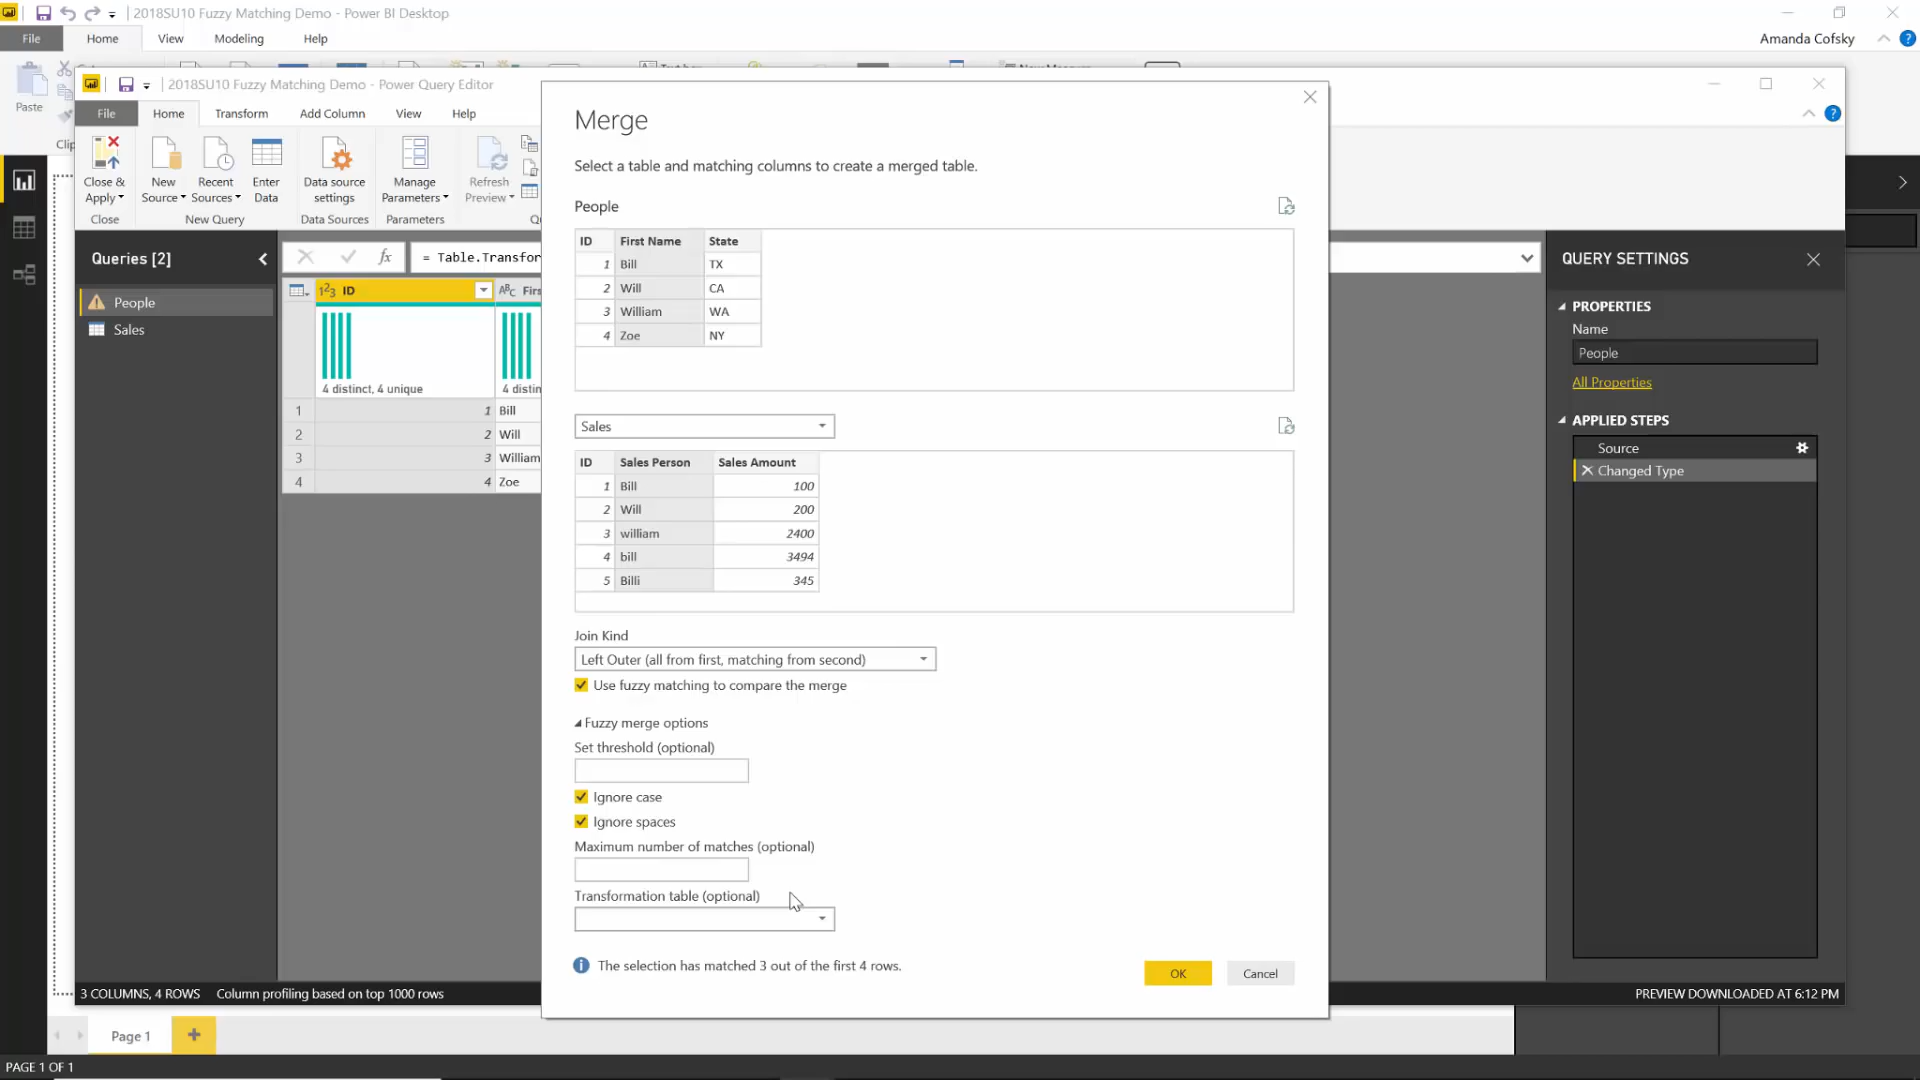 2018SU10 Fuzzy Matching Demo - Power BI Desktop
File Home View Modeling Help
Amanda Cofsky
Paste
2018SU10 Fuzzy Matching Demo - Power Query Editor
File Home Transform Add Column View Help
Close & Apply
New Source
Recent Sources
Enter Data
Data source settings
Manage Parameters
Refresh Preview
Close
New Query
Data Sources
Parameters
Queries [2]
People
Sales
fx = Table.Transfor
1²3 ID
4 distinct, 4 unique
1 1 Bill
2 2 Will
3 3 William
4 4 Zoe
3 COLUMNS, 4 ROWS Column profiling based on top 1000 rows
Merge
Select a table and matching columns to create a merged table.
People
ID First Name State
1 Bill TX
2 Will CA
3 William WA
4 Zoe NY
Sales
ID Sales Person Sales Amount
1 Bill 100
2 Will 200
3 william 2400
4 bill 3494
5 Billi 345
Join Kind
Left Outer (all from first, matching from second)
Use fuzzy matching to compare the merge
Fuzzy merge options
Set threshold (optional)
Ignore case
Ignore spaces
Maximum number of matches (optional)
Transformation table (optional)
The selection has matched 3 out of the first 4 rows.
OK Cancel
QUERY SETTINGS
PROPERTIES
Name
People
All Properties
APPLIED STEPS
Source
Changed Type
PREVIEW DOWNLOADED AT 6:12 PM
Page 1
PAGE 1 OF 1